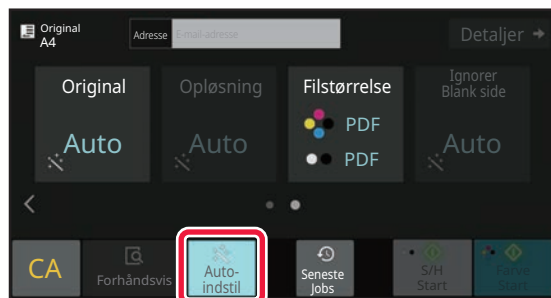 Original
A4
Adresse
E-mail-adresse
Detaljer
Original
Auto
Opløsning
Auto
Filstørrelse
PDF
PDF
Ignorer
Blank side
Auto
CA
Forhåndsvis
Auto-
indstil
Seneste
Jobs
S/H
Start
Farve
Start